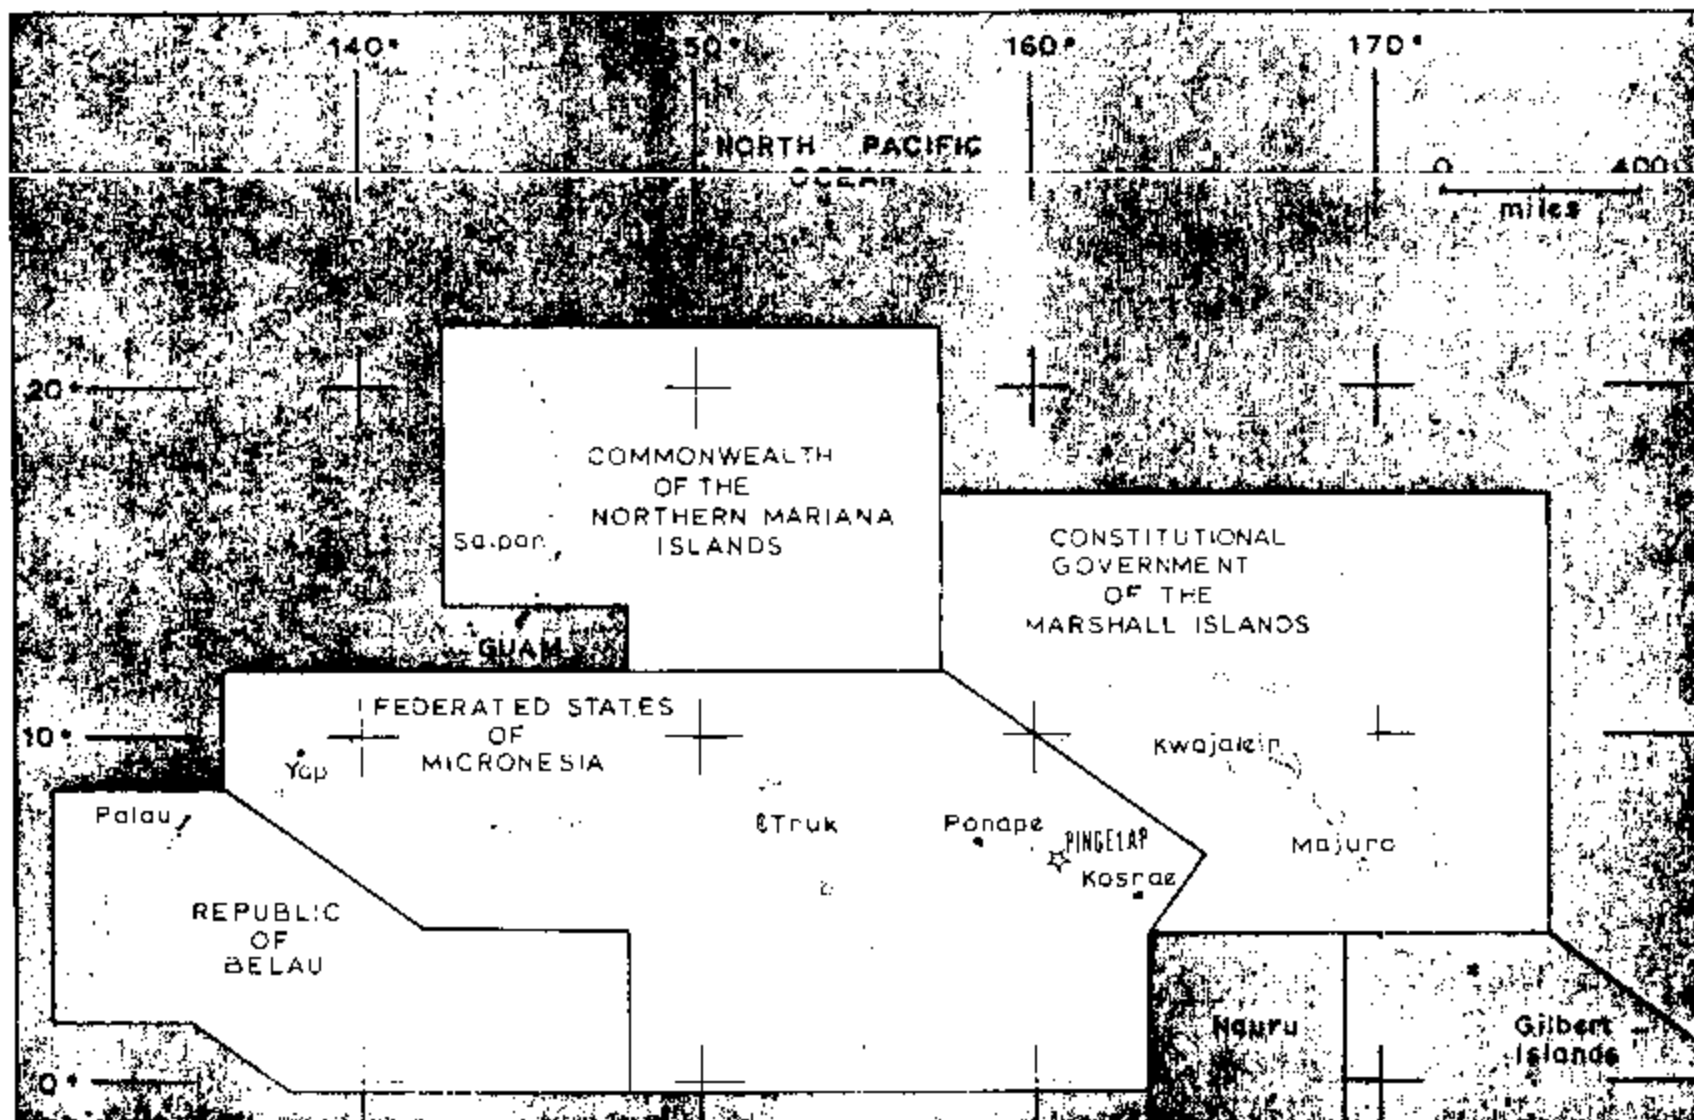 140°
50°
160°
170°
NORTH PACIFIC
OCEAN
0 400
miles
20°
COMMONWEALTH
OF THE
NORTHERN MARIANA
ISLANDS
Saipan
CONSTITUTIONAL
GOVERNMENT
OF THE
MARSHALL ISLANDS
GUAM
FEDERATED STATES
OF
MICRONESIA
10°
Yap
Kwajalein
Palau
Truk
Ponape
PINGELAP
Majuro
Kosrae
REPUBLIC
OF
BELAU
Nauru
Gilbert
Islands
0°